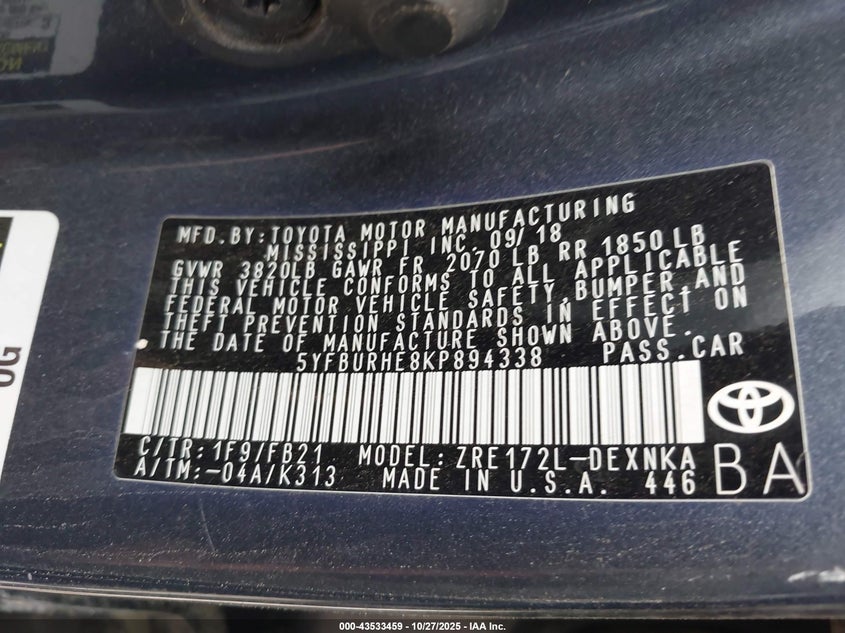 MFD. BY: TOYOTA MOTOR MANUFACTURING
MISSISSIPPI INC. 09/18
GVWR 3820LB GAWR FR 2070 LB RR 1850 LB
THIS VEHICLE CONFORMS TO ALL APPLICABLE
FEDERAL MOTOR VEHICLE SAFETY, BUMPER, AND
THEFT PREVENTION STANDARDS IN EFFECT ON
THE DATE OF MANUFACTURE SHOWN ABOVE.
5YFBURHE8KP894338 PASS.CAR
C/TR: 1F9/FB21 MODEL: ZRE172L-DEXNKA
A/TM: -04A/K313 MADE IN U.S.A. 446
BA
OG
000-43533459 - 10/27/2025 - IAA Inc.